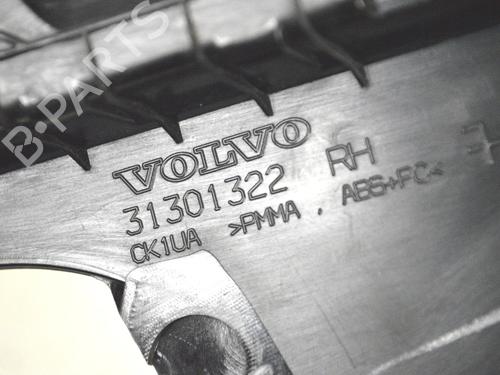 B-PARTS
VOLVO
31301322 RH
CK1UA >PMMA , ABS+PC<